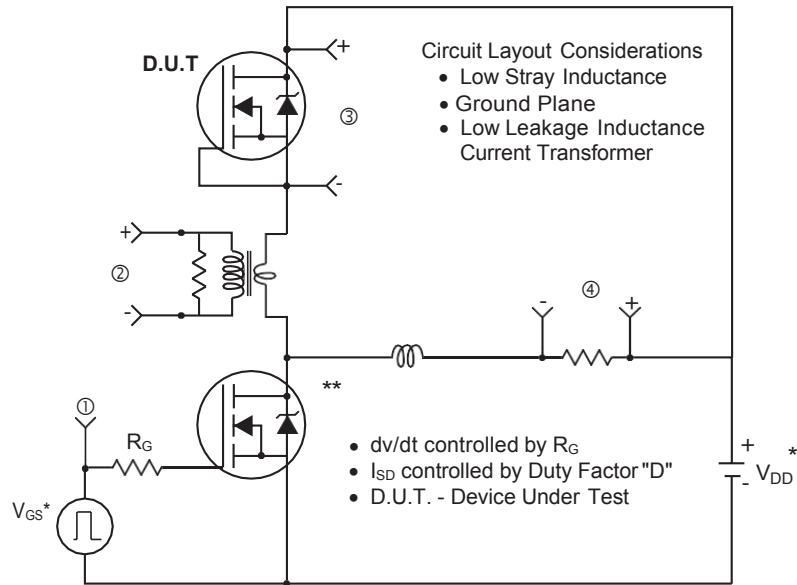 D.U.T
+
-
③
Circuit Layout Considerations
• Low Stray Inductance
• Ground Plane
• Low Leakage Inductance
Current Transformer
+
②
-
-
④
+
**
①
RG
VGS*
• dv/dt controlled by RG
• ISD controlled by Duty Factor "D"
• D.U.T. - Device Under Test
+
-
VDD*